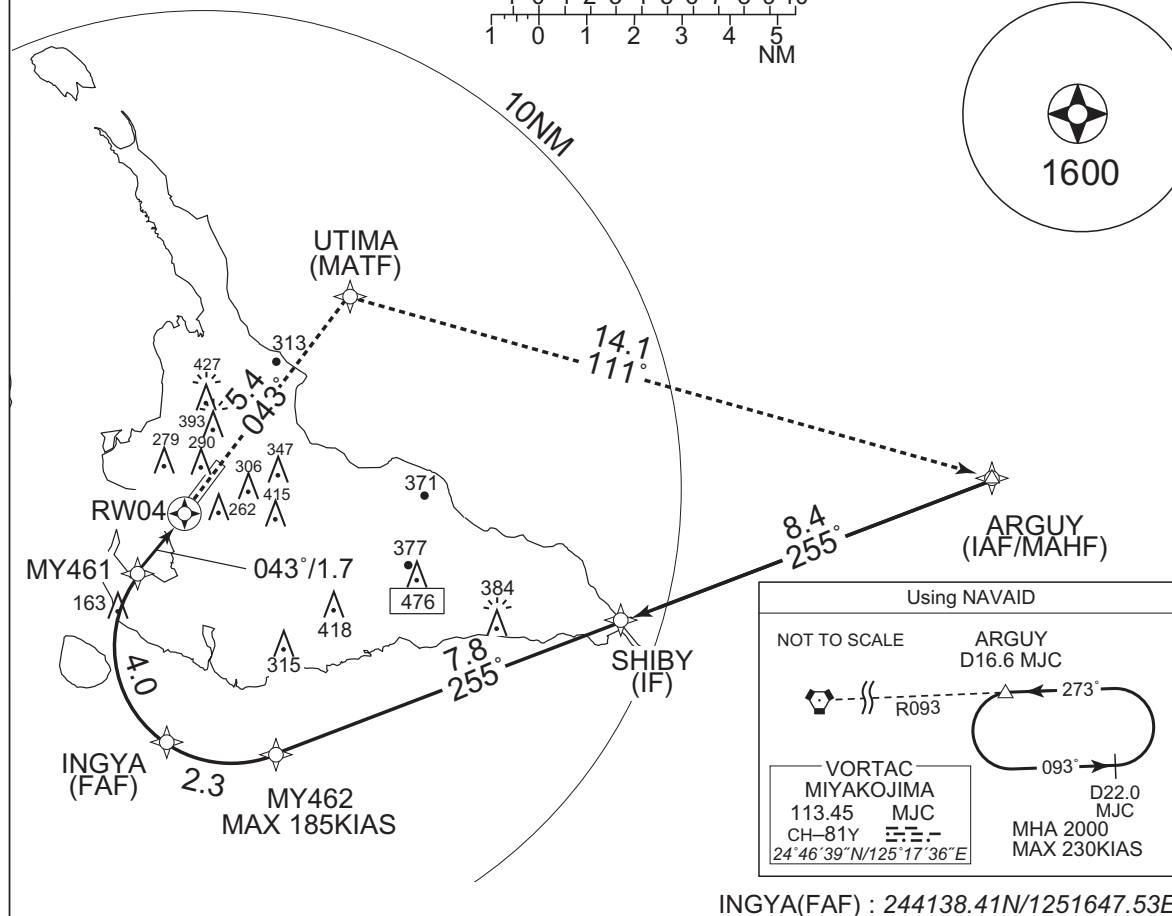 1 0 1 2 3 4 5
NM
10NM
1600
UTIMA
(MATF)
14.1
111°
313
427
5.4
043°
393
279
290
347
306
371
RW04
262
415
ARGUY
(IAF/MAHF)
8.4
255°
MY461
043°/1.7
377
476
384
163
418
SHIBY
(IF)
315
7.8
255°
4.0
INGYA
(FAF)
2.3
MY462
MAX 185KIAS
Using NAVAID
NOT TO SCALE
ARGUY
D16.6 MJC
273°
R093
093°
D22.0
MJC
VORTAC
MIYAKOJIMA
113.45 MJC
CH–81Y
24°46′39″N/125°17′36″E
MHA 2000
MAX 230KIAS
INGYA(FAF) : 244138.41N/1251647.53E